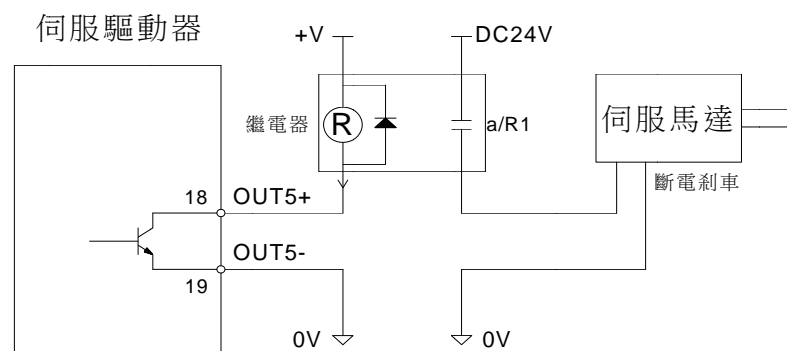 伺服驅動器
+V
DC24V
繼電器
R
a/R1
伺服馬達
斷電剎車
18
OUT5+
OUT5-
19
0V
0V